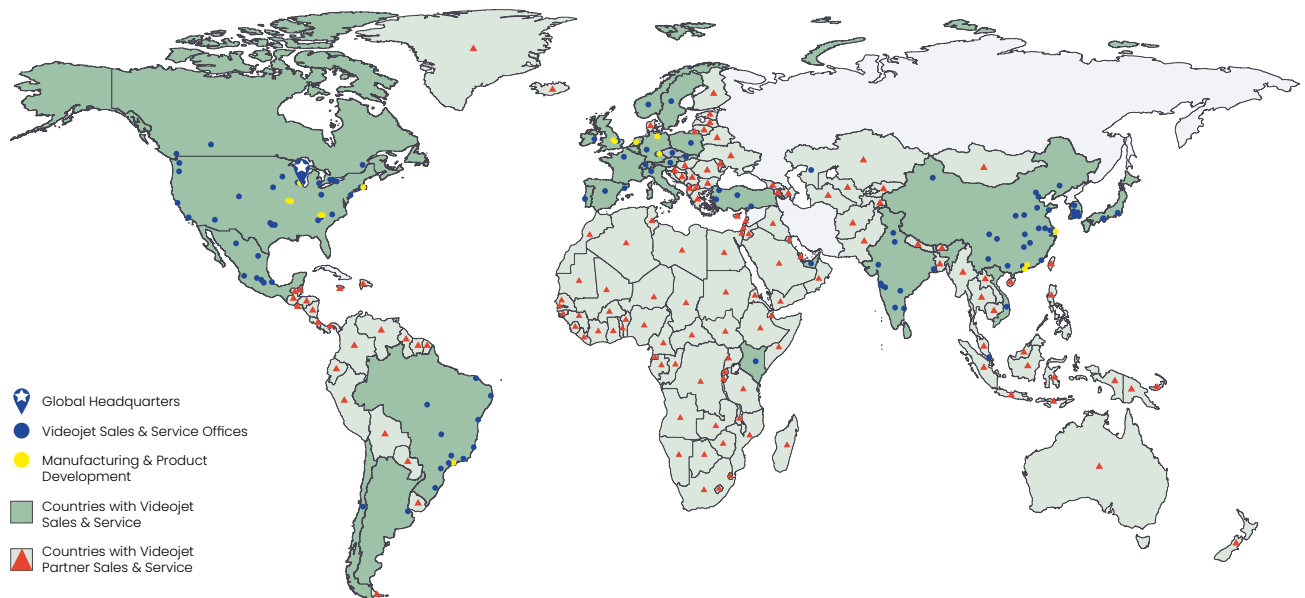 Global Headquarters
Videojet Sales & Service Offices
Manufacturing & Product
Development
Countries with Videojet
Sales & Service
Countries with Videojet
Partner Sales & Service